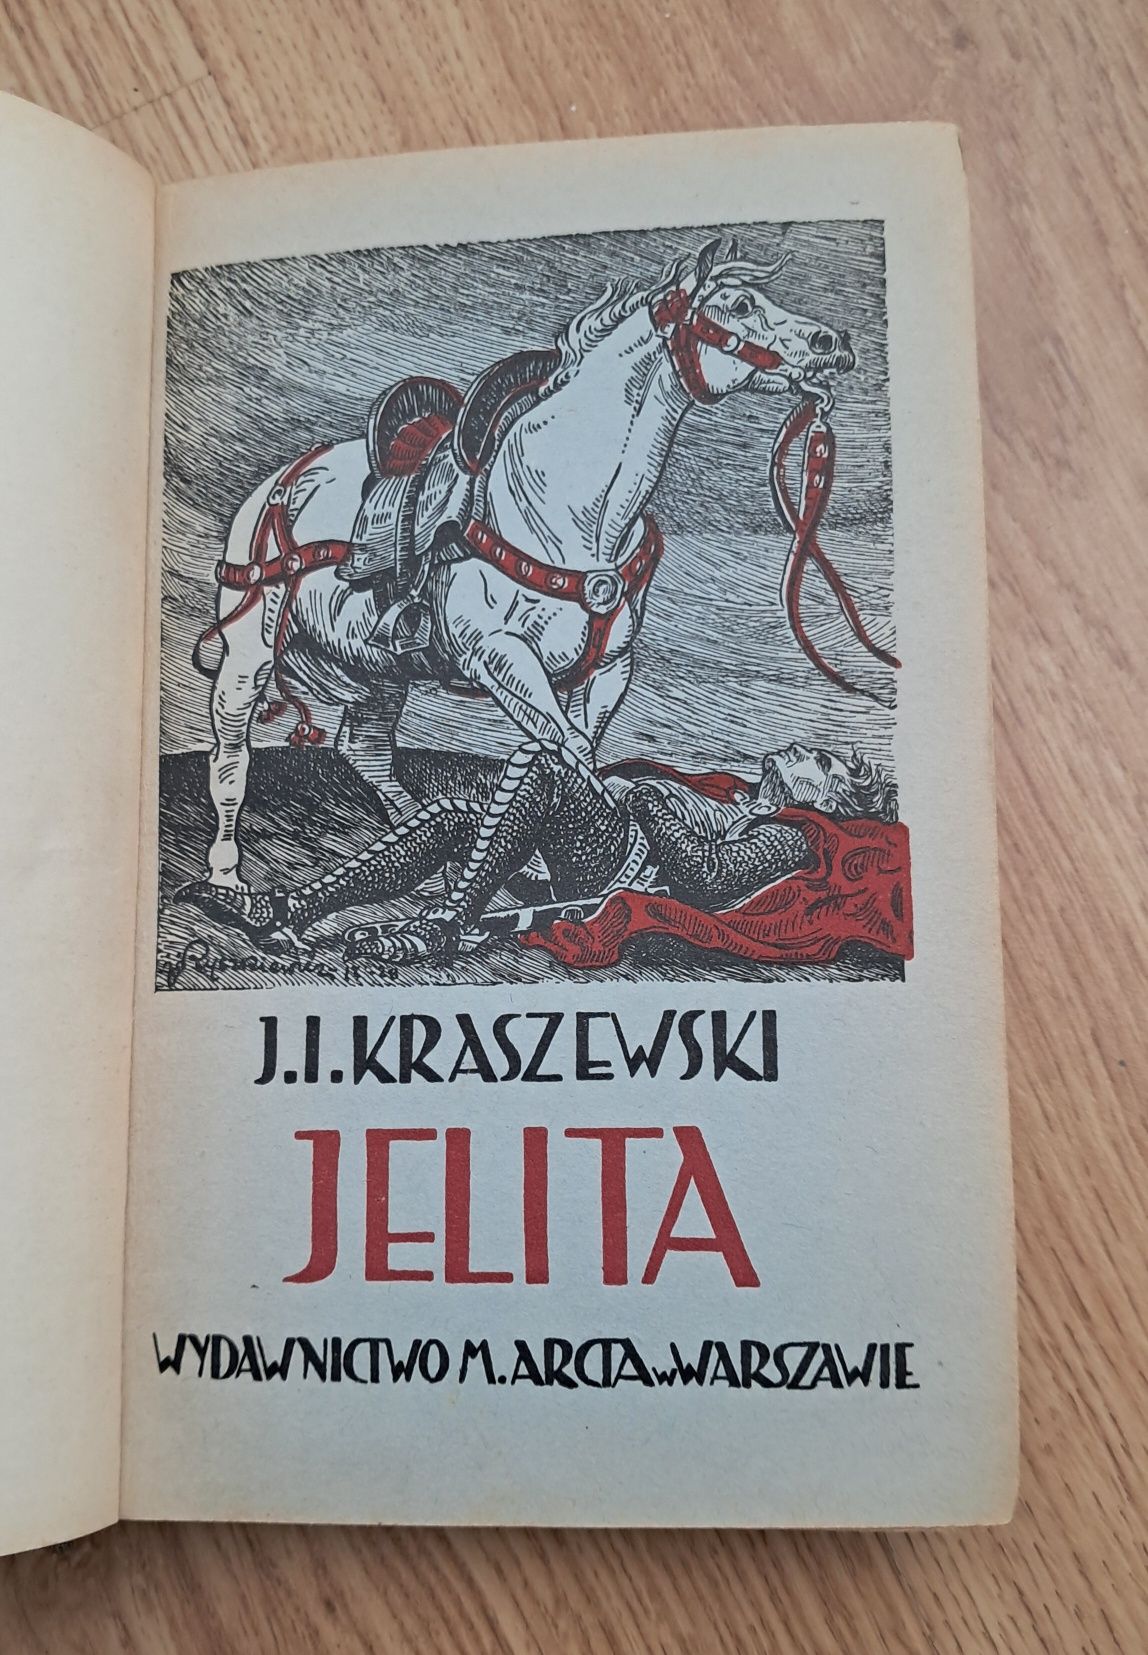 J.I.KRASZEWSKI
JELITA
WYDAWNICTWO M. ARCTA W WARSZAWIE